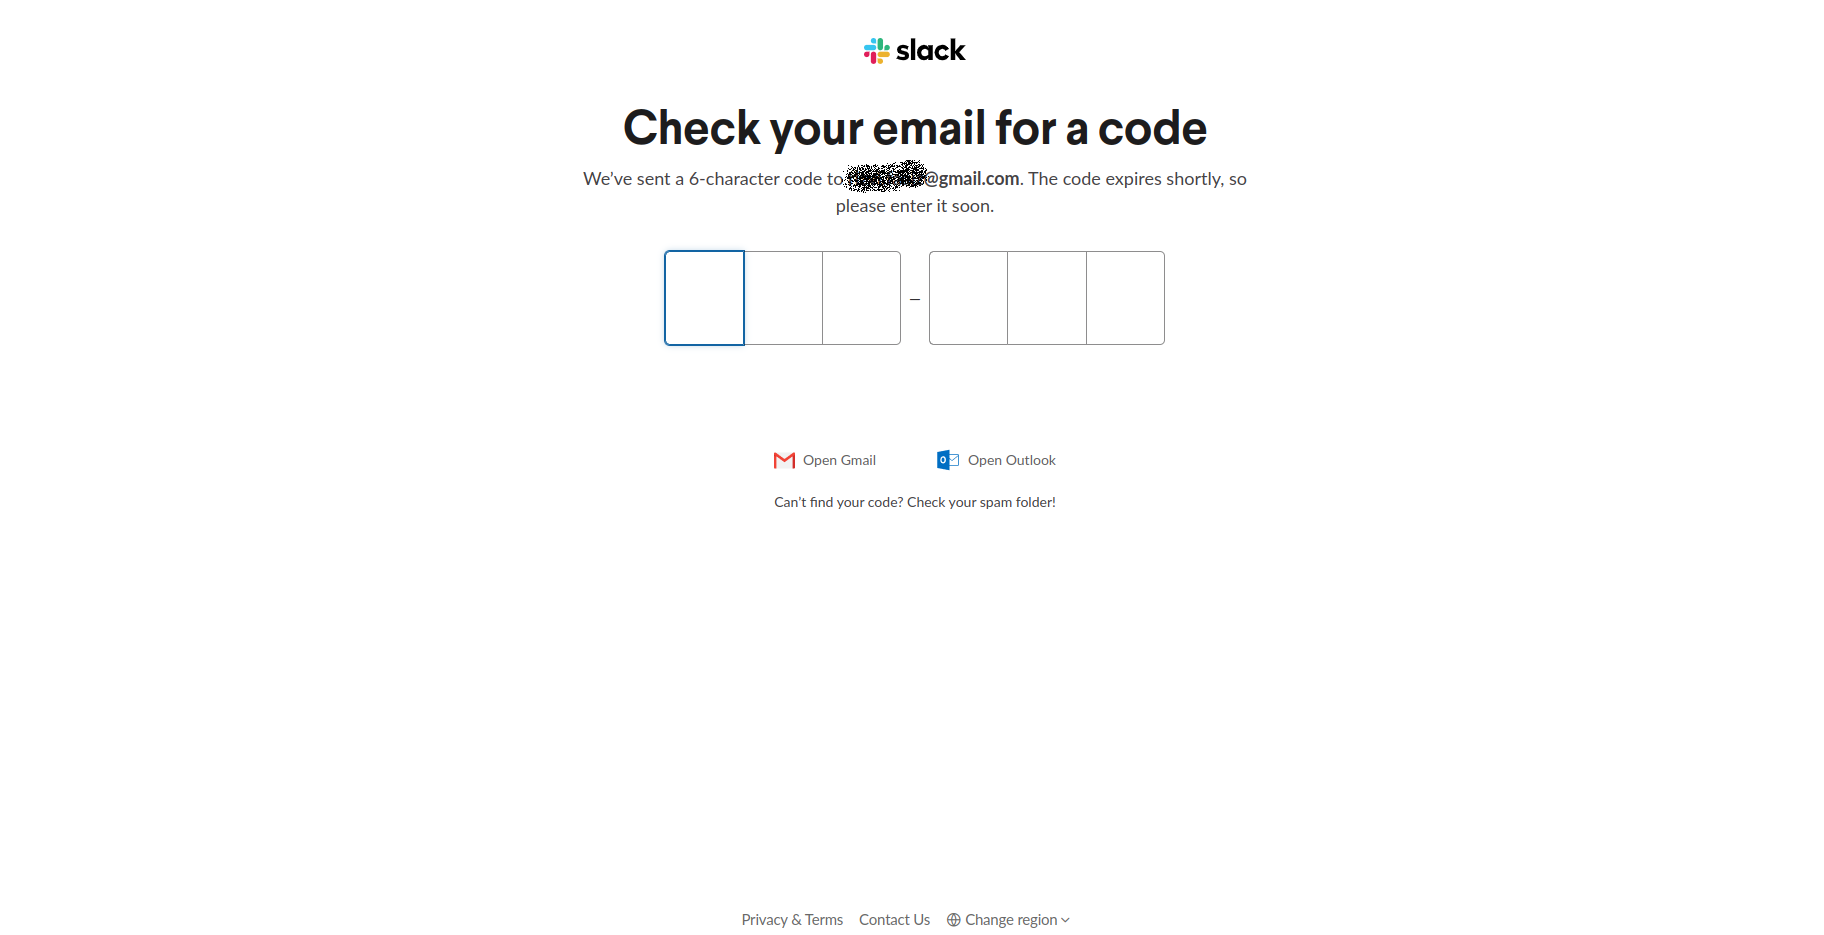 slack
Check your email for a code
We’ve sent a 6-character code to @gmail.com. The code expires shortly, so
please enter it soon.
–
Open Gmail Open Outlook
Can’t find your code? Check your spam folder!
Privacy & Terms Contact Us Change region